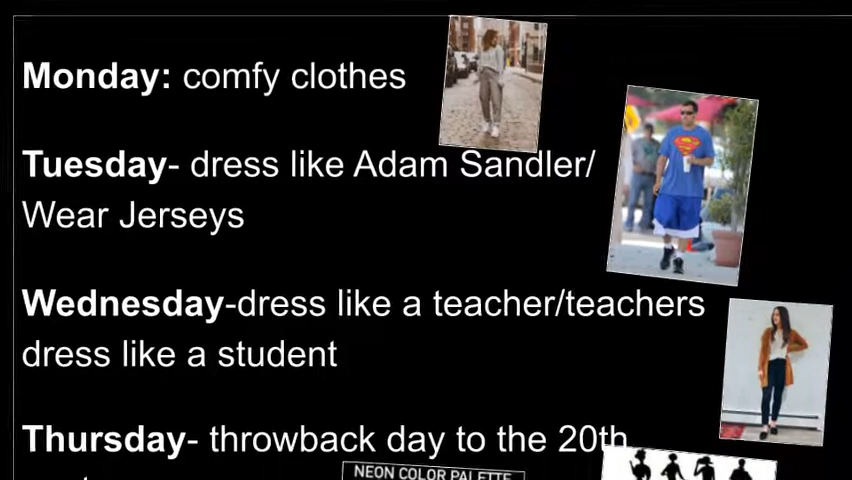 Monday: comfy clothes
Tuesday- dress like Adam Sandler/
Wear Jerseys
Wednesday-dress like a teacher/teachers
dress like a student
Thursday- throwback day to the 20th
NEON COLOR PALETTE